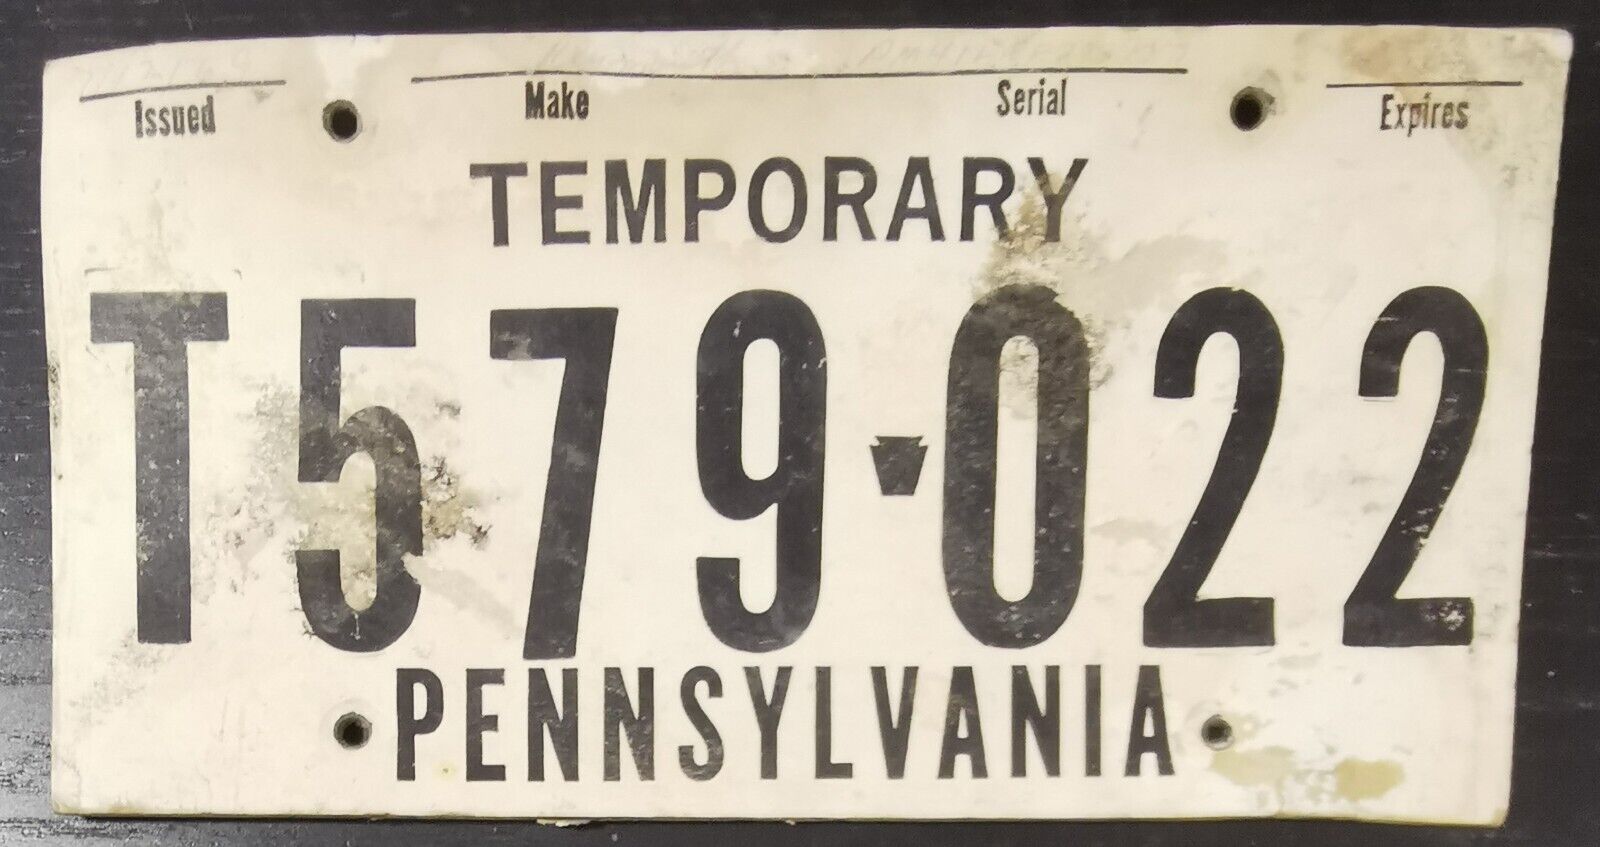 Issued Make Serial Expires
TEMPORARY
T579-022
PENNSYLVANIA